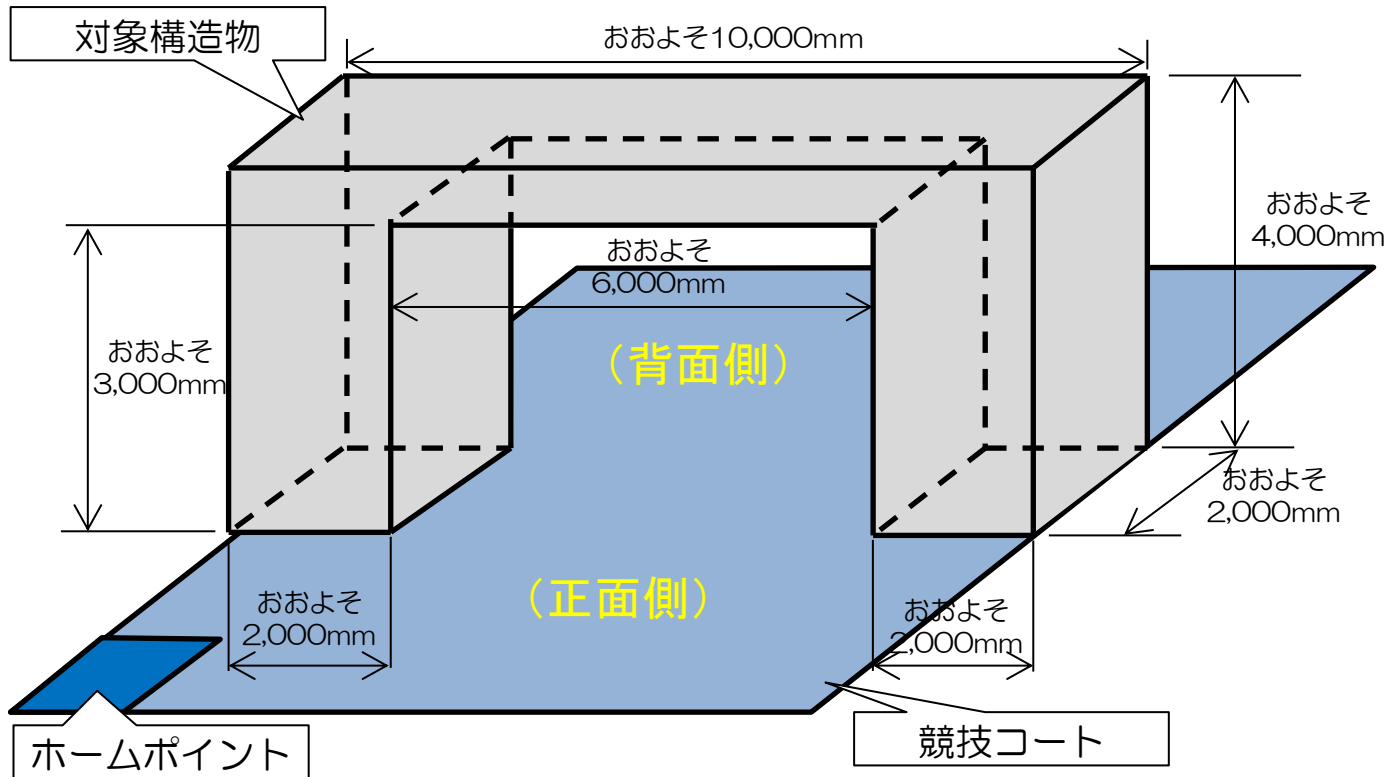 対象構造物
おおよそ10,000mm
おおよそ
4,000mm
おおよそ
6,000mm
おおよそ
3,000mm
（背面側）
おおよそ
2,000mm
（正面側）
おおよそ
2,000mm
おおよそ
2,000mm
ホームポイント
競技コート